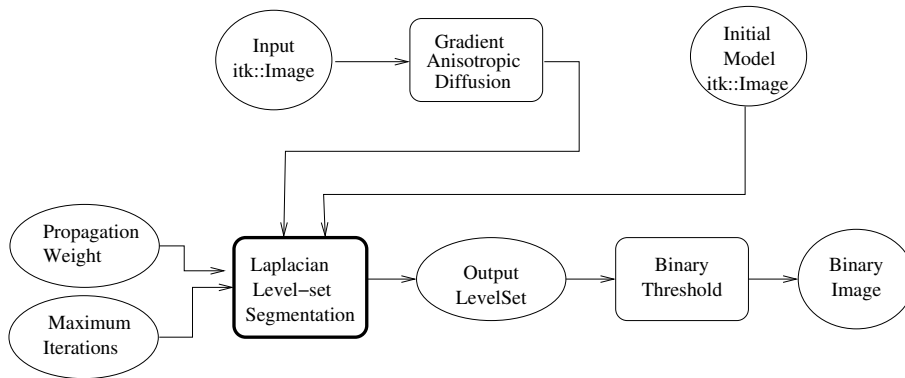 Input
itk::Image
Gradient
Anisotropic
Diffusion
Initial
Model
itk::Image
Propagation
Weight
Maximum
Iterations
Laplacian
Level−set
Segmentation
Output
LevelSet
Binary
Threshold
Binary
Image